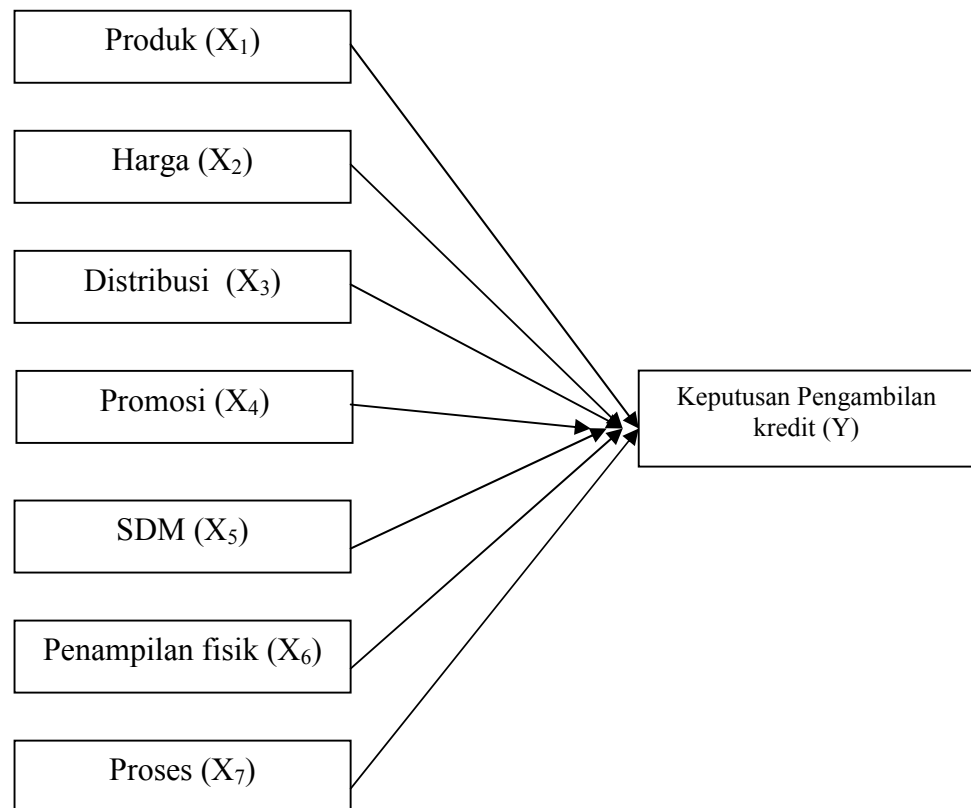 Produk (X₁)
Harga (X₂)
Distribusi (X₃)
Promosi (X₄)
SDM (X₅)
Penampilan fisik (X₆)
Proses (X₇)
Keputusan Pengambilan
kredit (Y)